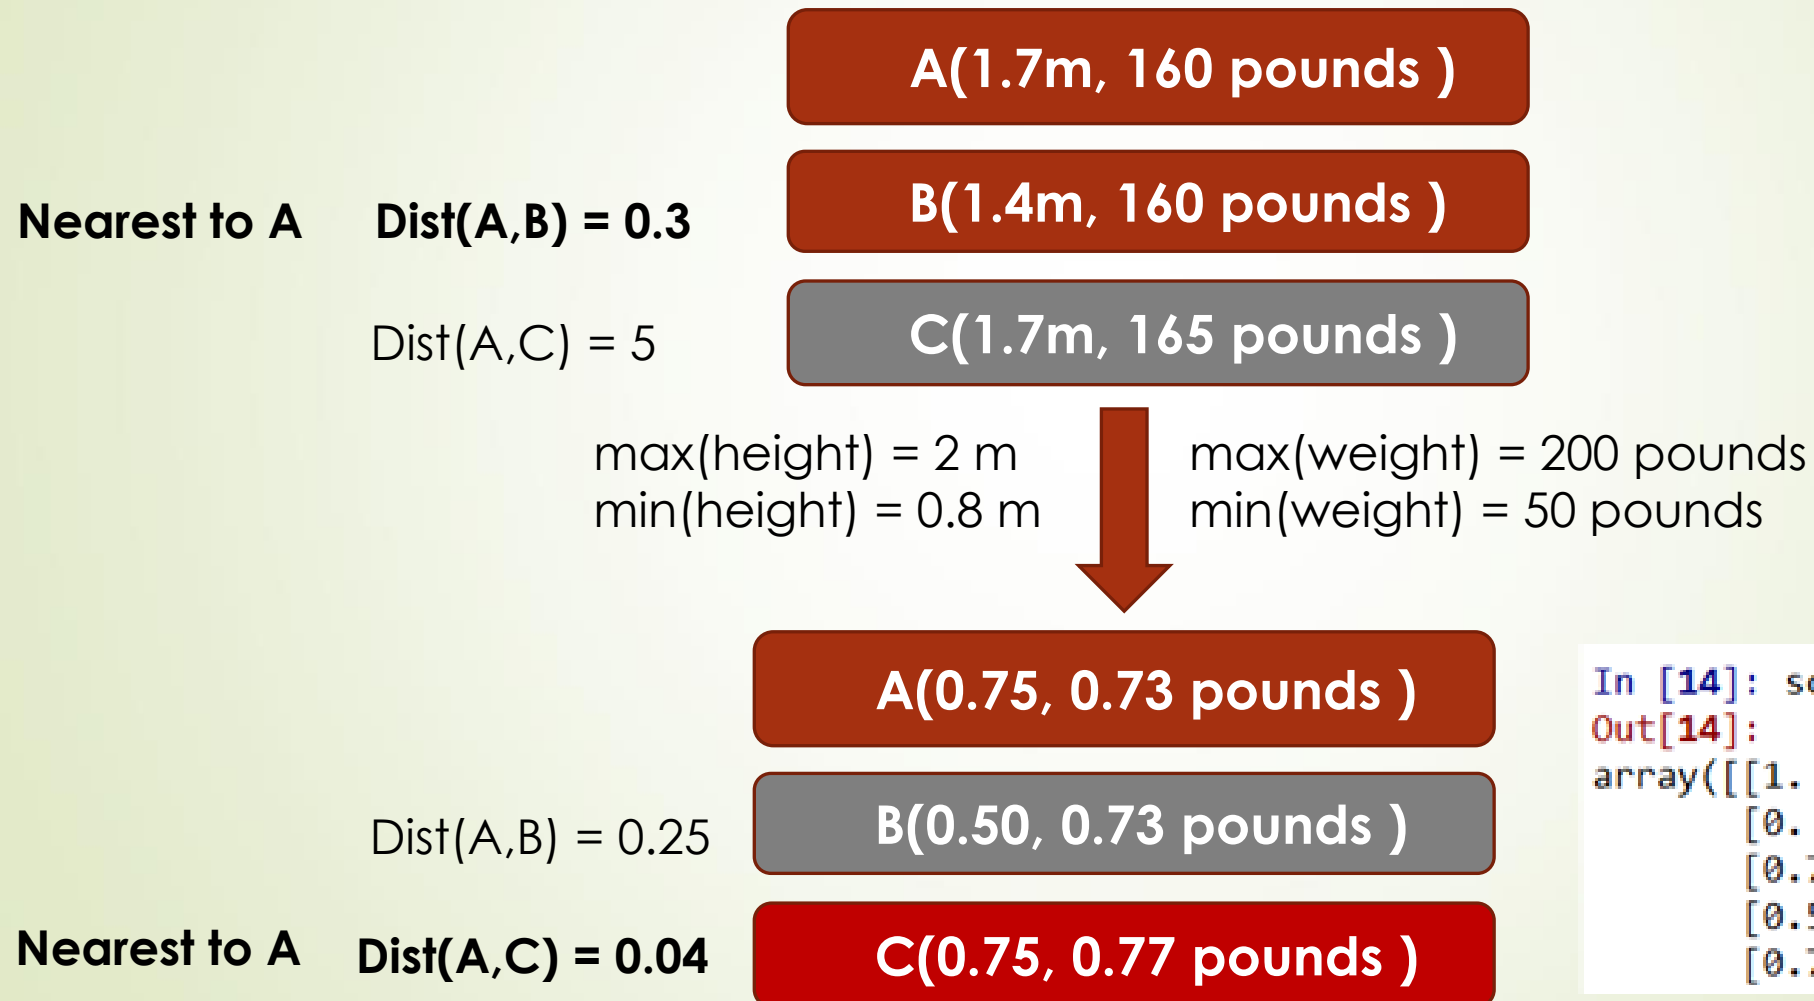 A(1.7m, 160 pounds )
Nearest to A Dist(A,B) = 0.3 B(1.4m, 160 pounds )
Dist(A,C) = 5 C(1.7m, 165 pounds )
max(height) = 2 m max(weight) = 200 pounds
min(height) = 0.8 m min(weight) = 50 pounds
A(0.75, 0.73 pounds )
Dist(A,B) = 0.25 B(0.50, 0.73 pounds )
Nearest to A Dist(A,C) = 0.04 C(0.75, 0.77 pounds )
In [14]:
Out[14]:
array([[1.
[0.
[0.7
[0.5
[0.7